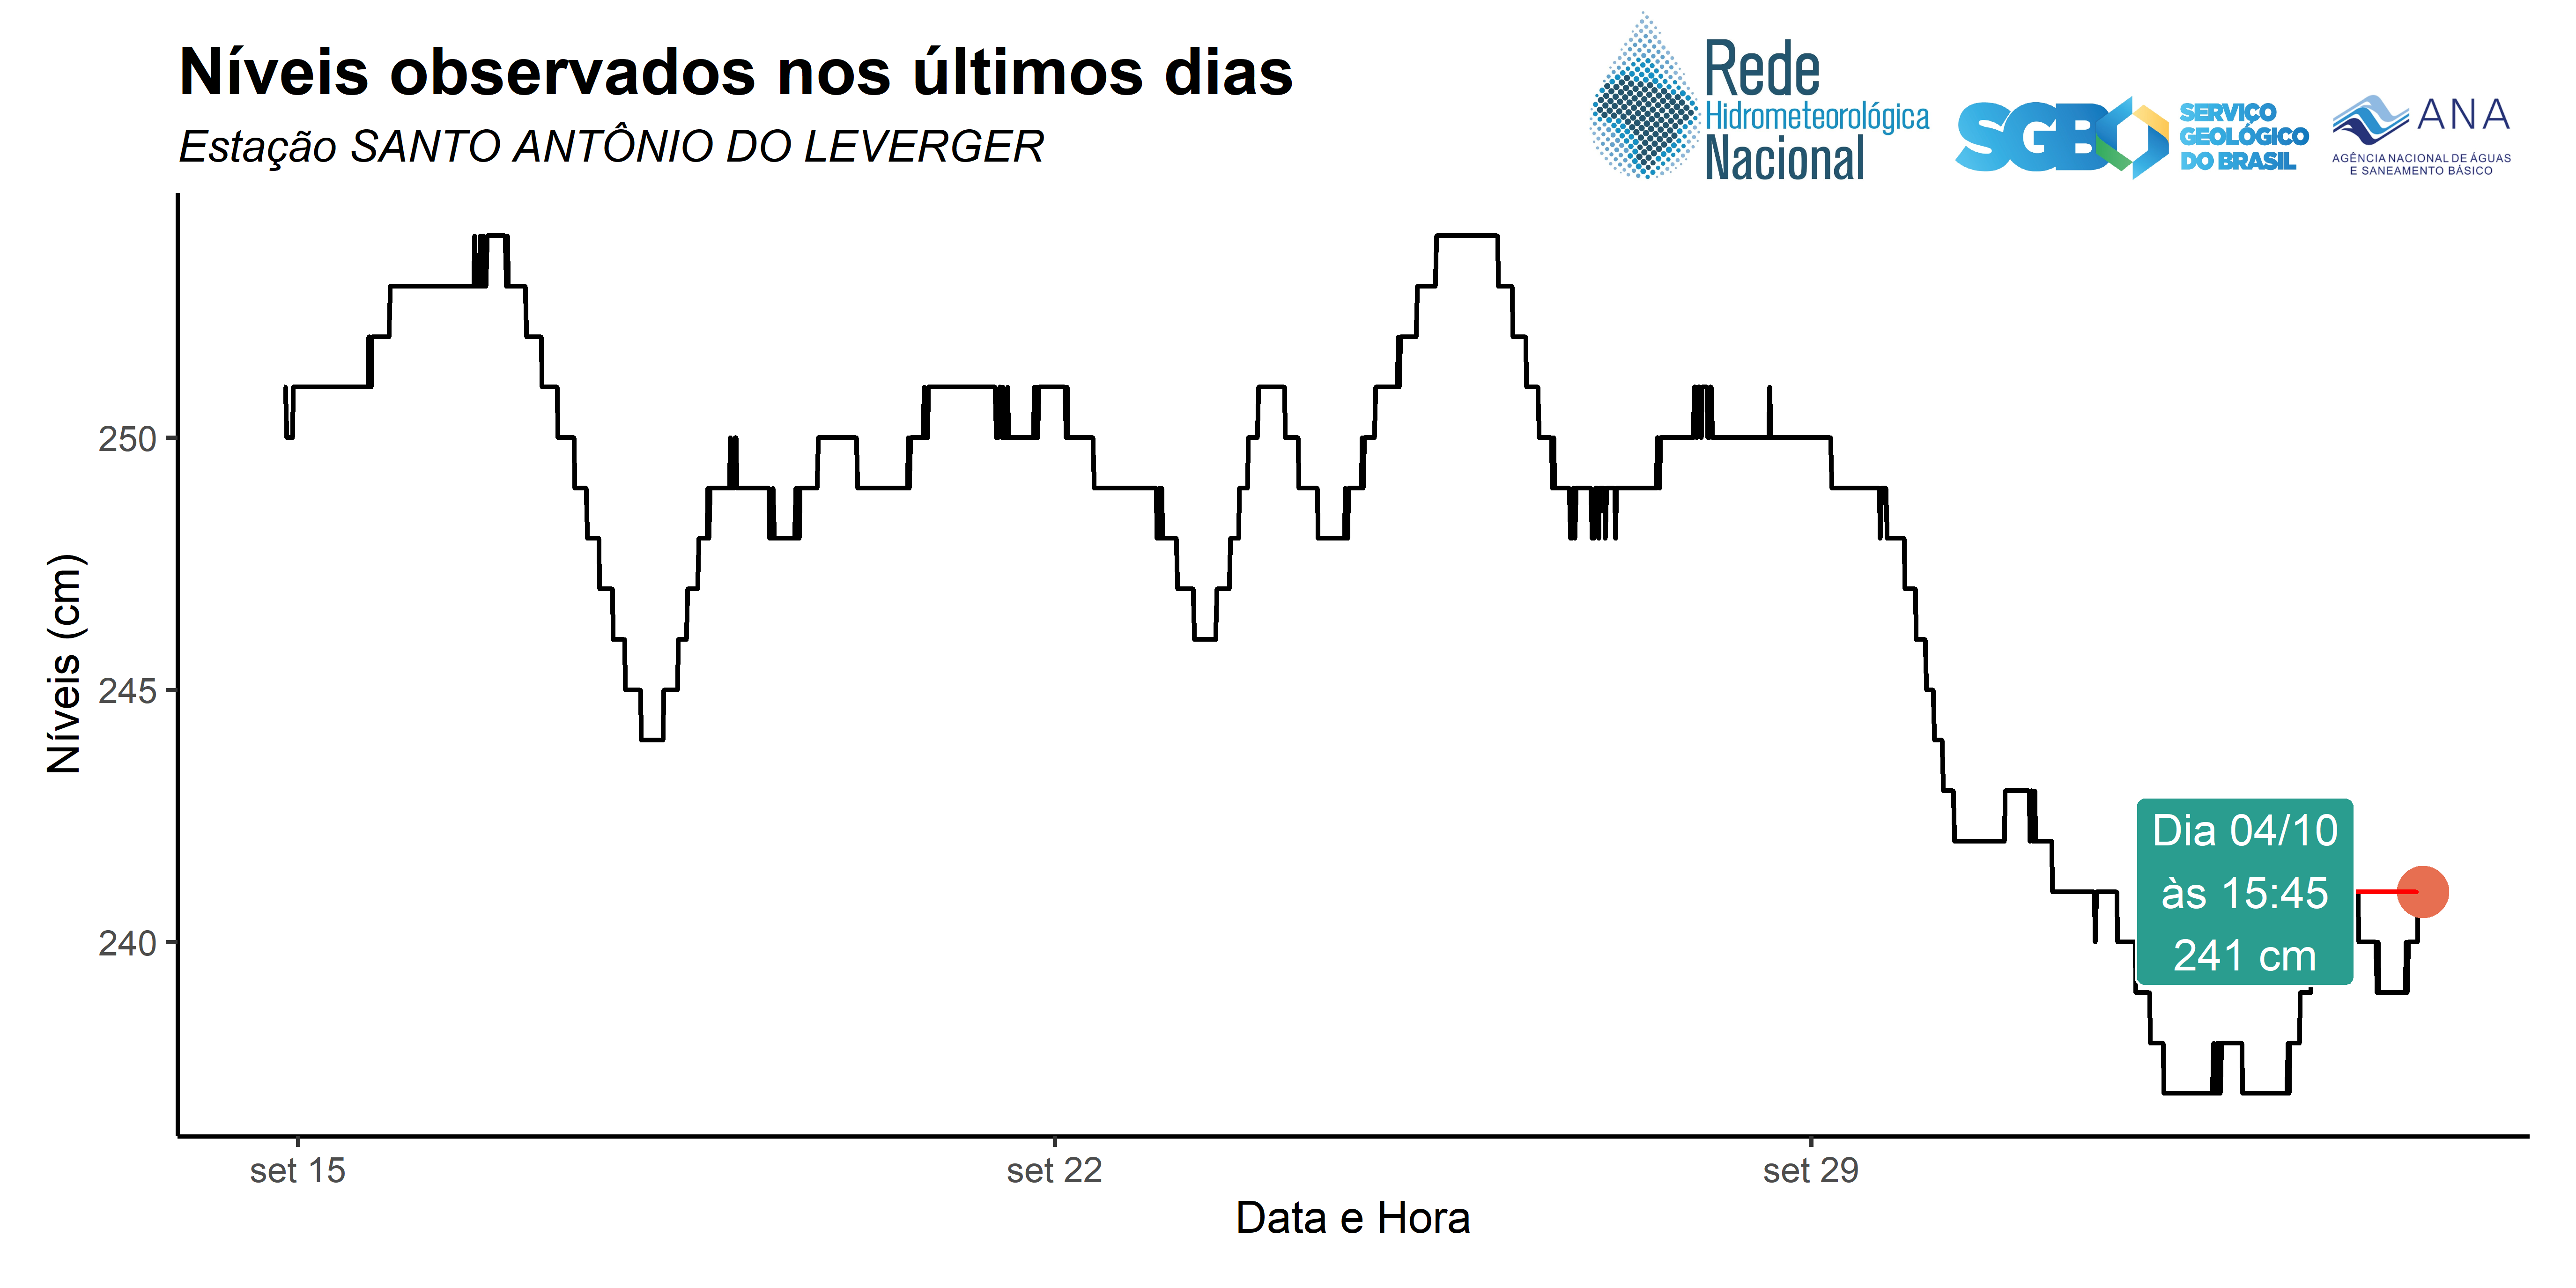 Níveis observados nos últimos dias
Estação SANTO ANTÔNIO DO LEVERGER
Rede
Hidrometeorológica
Nacional
SGB
SERVIÇO
GEOLÓGICO
DO BRASIL
ANA
AGÊNCIA NACIONAL DE ÁGUAS
E SANEAMENTO BÁSICO
Níveis (cm)
250
245
240
Dia 04/10
às 15:45
241 cm
set 15
set 22
set 29
Data e Hora